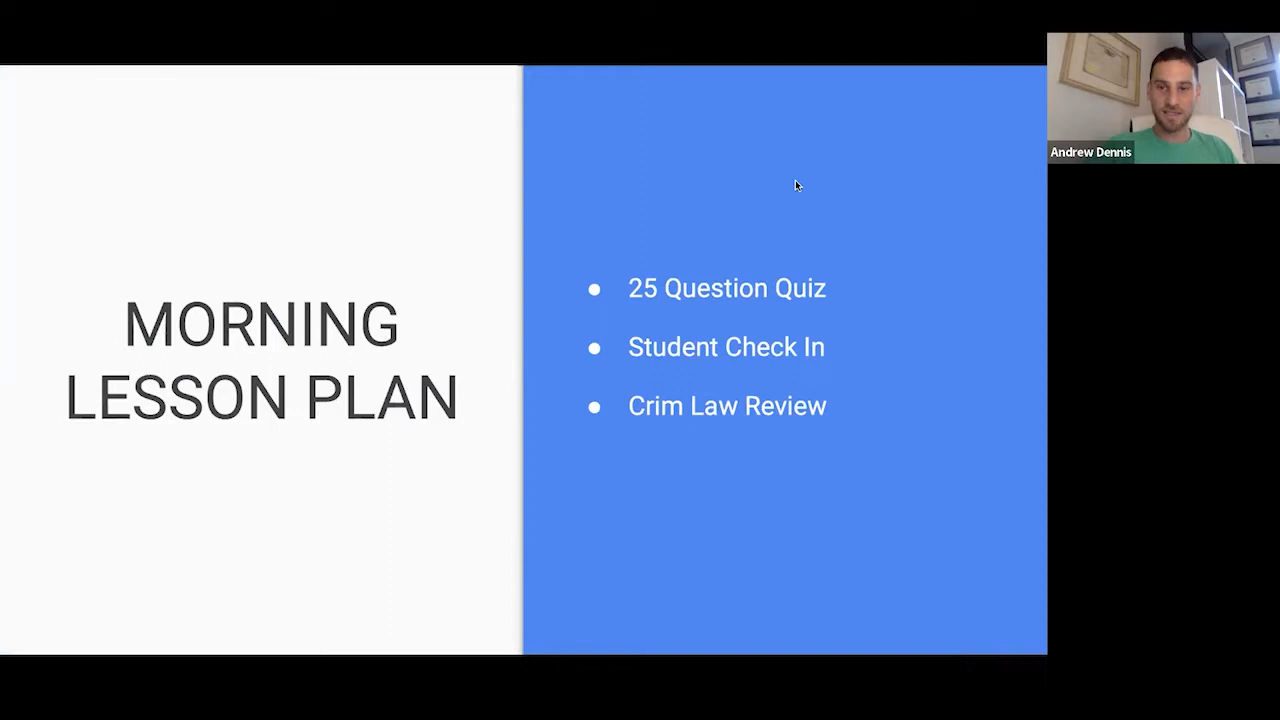 MORNING
LESSON PLAN
● 25 Question Quiz
● Student Check In
● Crim Law Review
Andrew Dennis